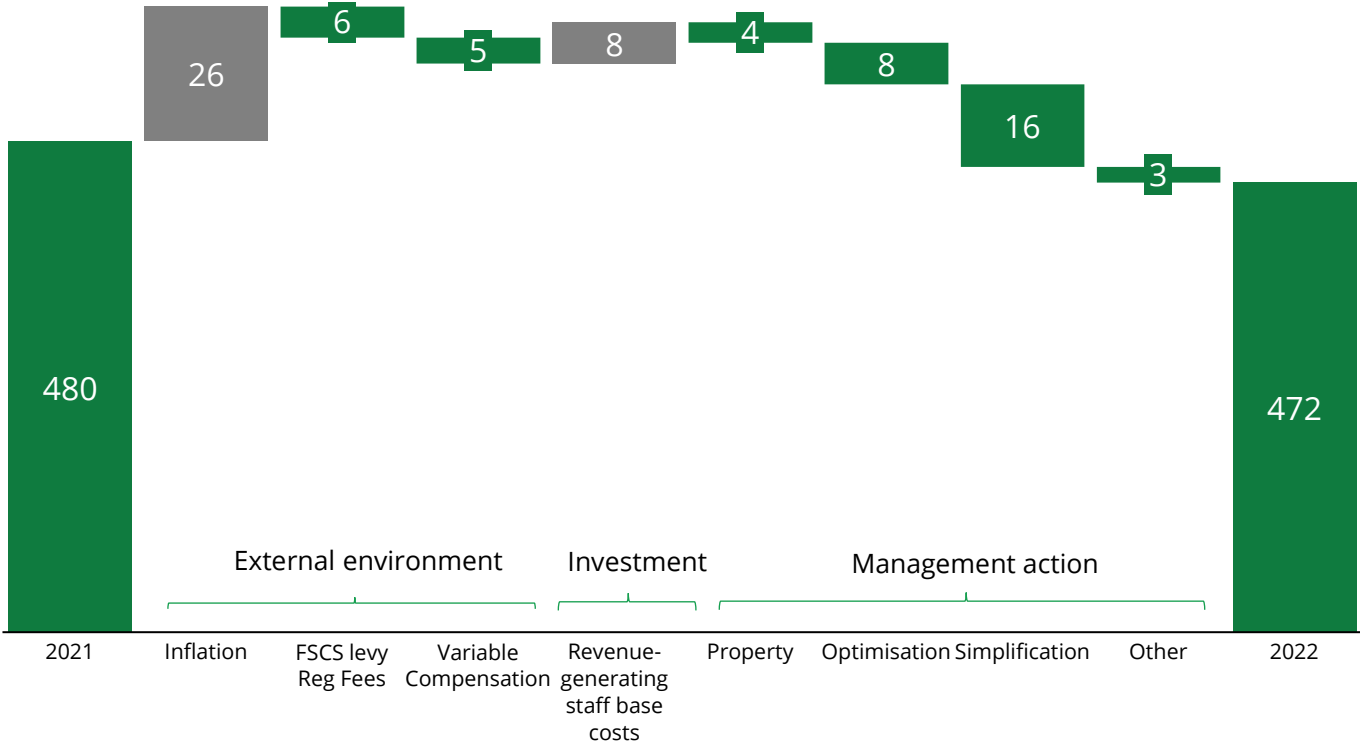 6
5
8
4
26
8
16
3
480
472
External environment
Investment
Management action
2021
Inflation
FSCS levy
Reg Fees
Variable
Compensation
Revenue-
generating
staff base
costs
Property
Optimisation
Simplification
Other
2022